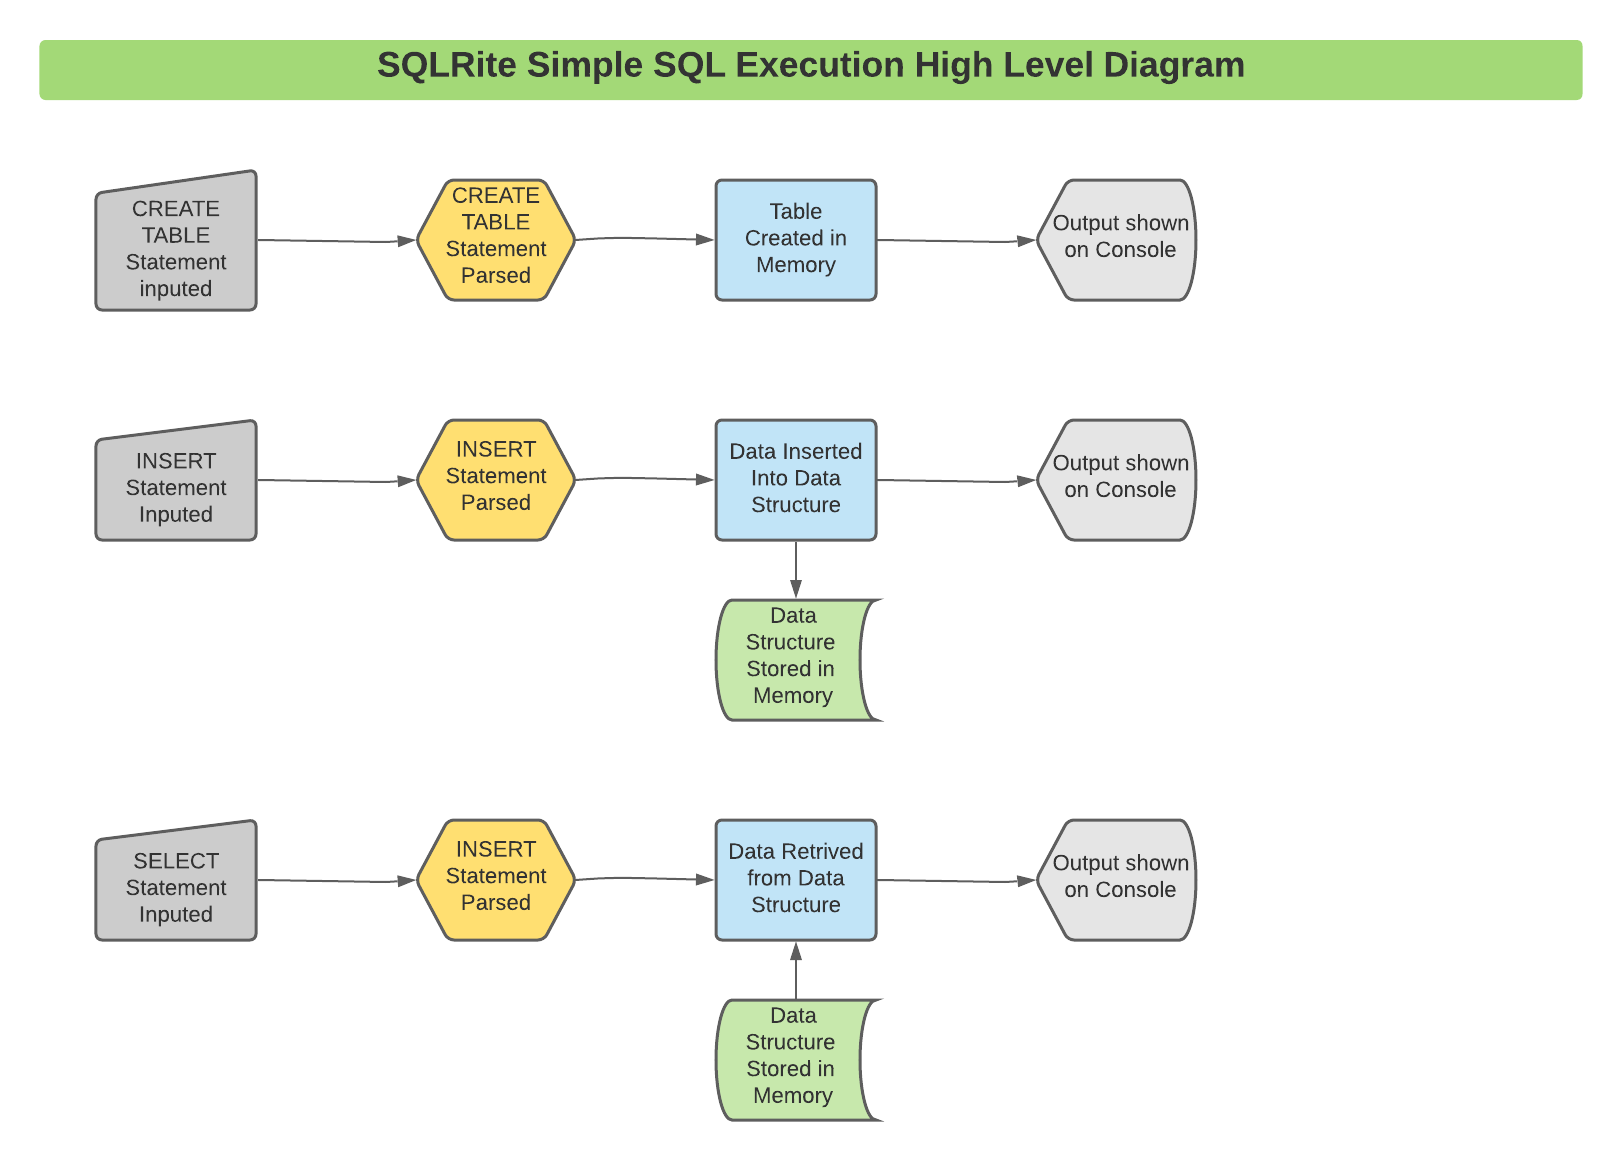 SQLRite Simple SQL Execution High Level Diagram
CREATE
TABLE
Statement
inputed
CREATE
TABLE
Statement
Parsed
Table
Created in
Memory
Output shown
on Console
INSERT
Statement
Inputed
INSERT
Statement
Parsed
Data Inserted
Into Data
Structure
Output shown
on Console
Data
Structure
Stored in
Memory
SELECT
Statement
Inputed
INSERT
Statement
Parsed
Data Retrived
from Data
Structure
Output shown
on Console
Data
Structure
Stored in
Memory